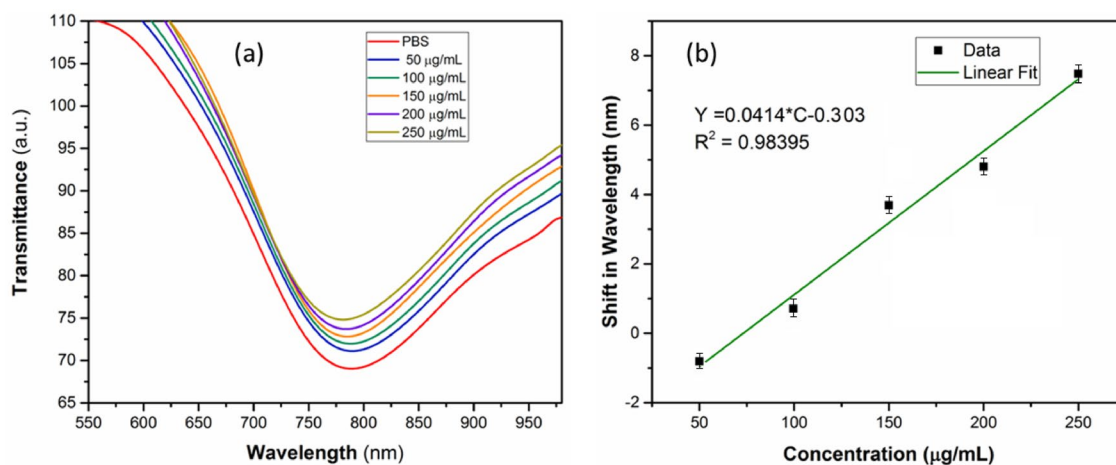 (a)
PBS
50 μg/mL
100 μg/mL
150 μg/mL
200 μg/mL
250 μg/mL
Transmittance (a.u.)
110
105
100
95
90
85
80
75
70
65
550 600 650 700 750 800 850 900 950
Wavelength (nm)
(b)
Data
Linear Fit
Y =0.0414*C-0.303
R² = 0.98395
Shift in Wavelength (nm)
8
6
4
2
0
-2
50 100 150 200 250
Concentration (μg/mL)